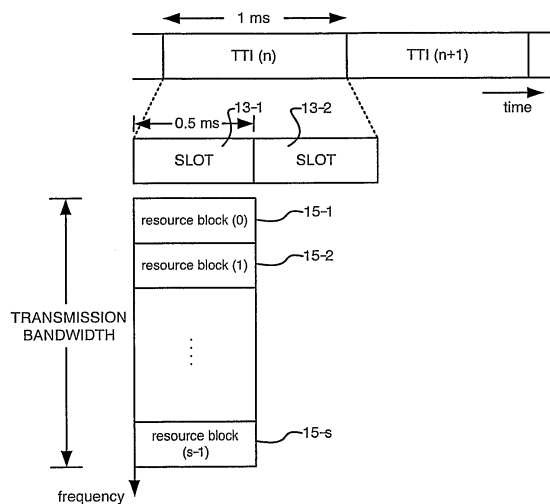 1 ms
TTI (n)
TTI (n+1)
time
13-1
13-2
0.5 ms
SLOT
SLOT
resource block (0)
15-1
resource block (1)
15-2
TRANSMISSION
BANDWIDTH
resource block
(s-1)
15-s
frequency